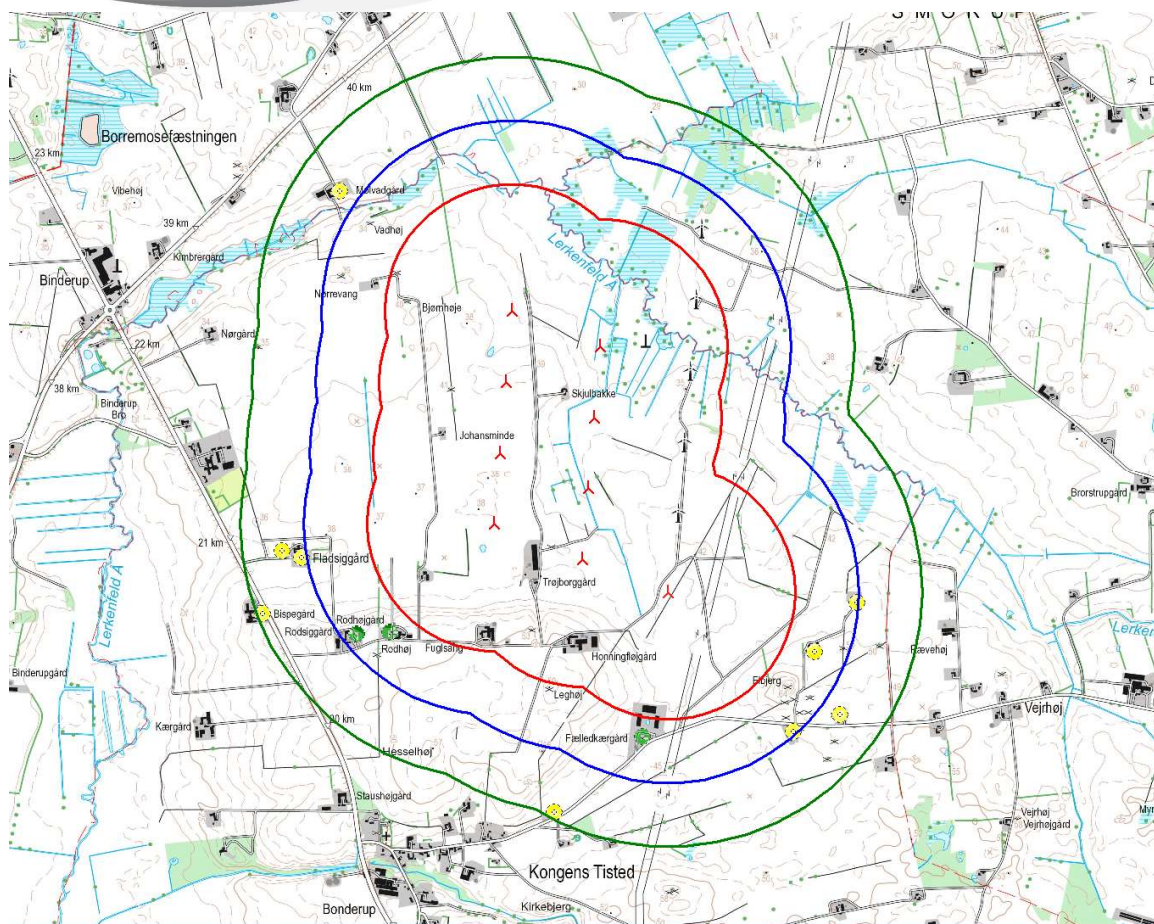 S M Ø R U P
40 km
Borremosefæstningen
23 km
Vibehøj
Mølvadgård
39 km
Vadhøj
Kimbrergård
Lerkenfeld Å
Binderup
Nørrevang
Bjørnhøje
Nørgård
22 km
38 km
Skjulbakke
Binderup
Bro
Johansminde
Brorstrupgård
21 km
Fladsiggård
Trøjborggård
Lerkenfeld Å
Bispegård
Rodhøjgård
Rodsiggård
Rodhøj
Fuglsang
Honningfløjgård
Rævehøj
Binderupgård
Elbjerg
Leghøj
Vejrhøj
Kærgård
20 km
Fælledkærgård
Hesselhøj
Staushøjgård
Vejrhøj
Vejrhøjgård
Kongens Tisted
Bonderup
Kirkebjerg